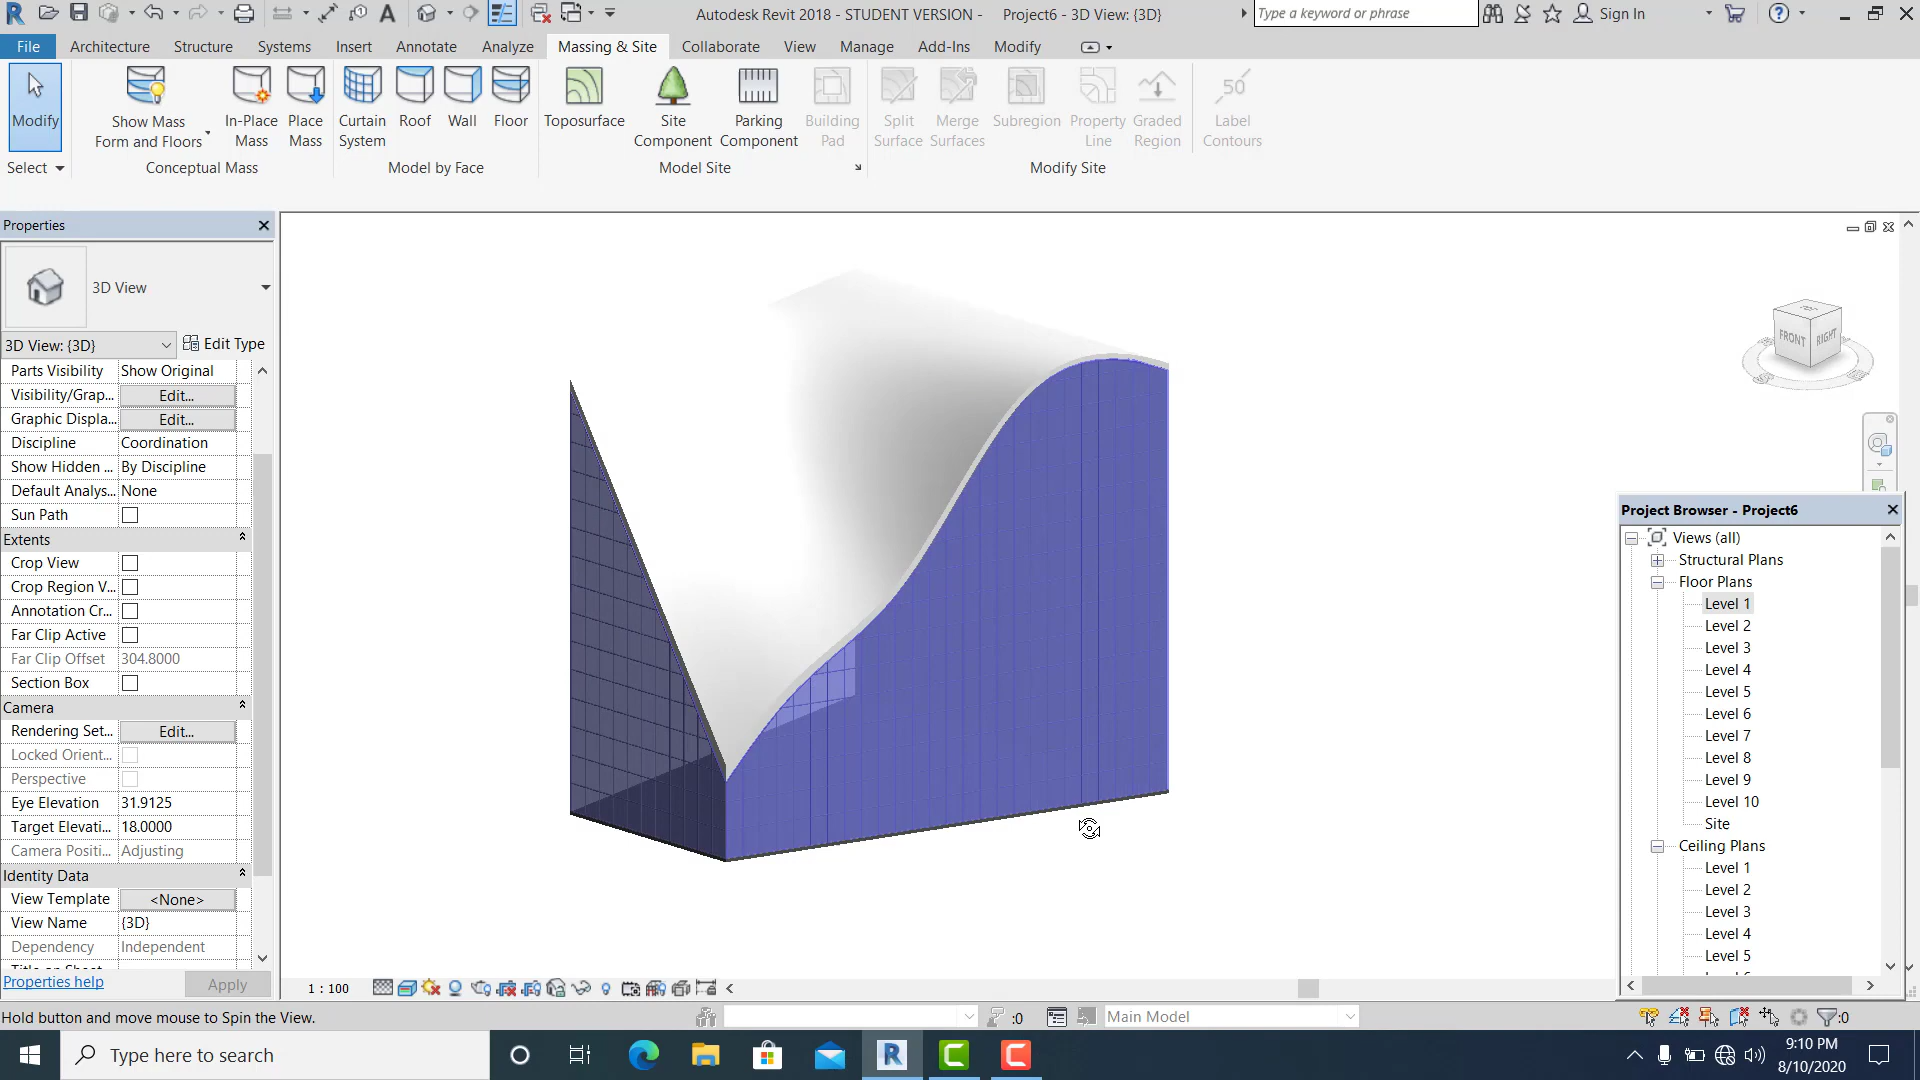 Autodesk Revit 2018 - STUDENT VERSION - Project6 - 3D View: {3D}
Type a keyword or phrase
Sign In
File Architecture Structure Systems Insert Annotate Analyze Massing & Site Collaborate View Manage Add-Ins Modify
Modify
Show Mass Form and Floors
In-Place Mass
Place Mass
Curtain System
Roof
Wall
Floor
Toposurface
Site Component
Parking Component
Building Pad
Split Surface
Merge Surfaces
Subregion
Property Line
Graded Region
50
Label Contours
Select
Conceptual Mass
Model by Face
Model Site
Modify Site
Properties
3D View
3D View: {3D}
Edit Type
Parts Visibility Show Original
Visibility/Grap... Edit...
Graphic Displa... Edit...
Discipline Coordination
Show Hidden ... By Discipline
Default Analys... None
Sun Path
Extents
Crop View
Crop Region V...
Annotation Cr...
Far Clip Active
Far Clip Offset 304.8000
Section Box
Camera
Rendering Set... Edit...
Locked Orient...
Perspective
Eye Elevation 31.9125
Target Elevati... 18.0000
Camera Positi... Adjusting
Identity Data
View Template <None>
View Name {3D}
Dependency Independent
Properties help
Apply
FRONT
RIGHT
Project Browser - Project6
Views (all)
Structural Plans
Floor Plans
Level 1
Level 2
Level 3
Level 4
Level 5
Level 6
Level 7
Level 8
Level 9
Level 10
Site
Ceiling Plans
Level 1
Level 2
Level 3
Level 4
Level 5
1 : 100
Hold button and move mouse to Spin the View.
:0
Main Model
:0
Type here to search
9:10 PM
8/10/2020